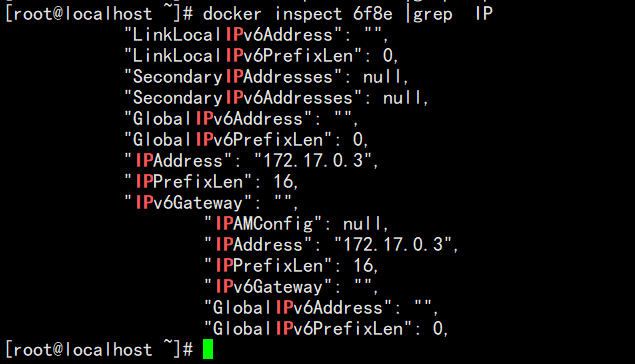 [root@localhost ~]# docker inspect 6f8e |grep  IP
"LinkLocalIPv6Address": "",
"LinkLocalIPv6PrefixLen": 0,
"SecondaryIPAddresses": null,
"SecondaryIPv6Addresses": null,
"GlobalIPv6Address": "",
"GlobalIPv6PrefixLen": 0,
"IPAddress": "172.17.0.3",
"IPPrefixLen": 16,
"IPv6Gateway": "",
"IPAMConfig": null,
"IPAddress": "172.17.0.3",
"IPPrefixLen": 16,
"IPv6Gateway": "",
"GlobalIPv6Address": "",
"GlobalIPv6PrefixLen": 0,
[root@localhost ~]#